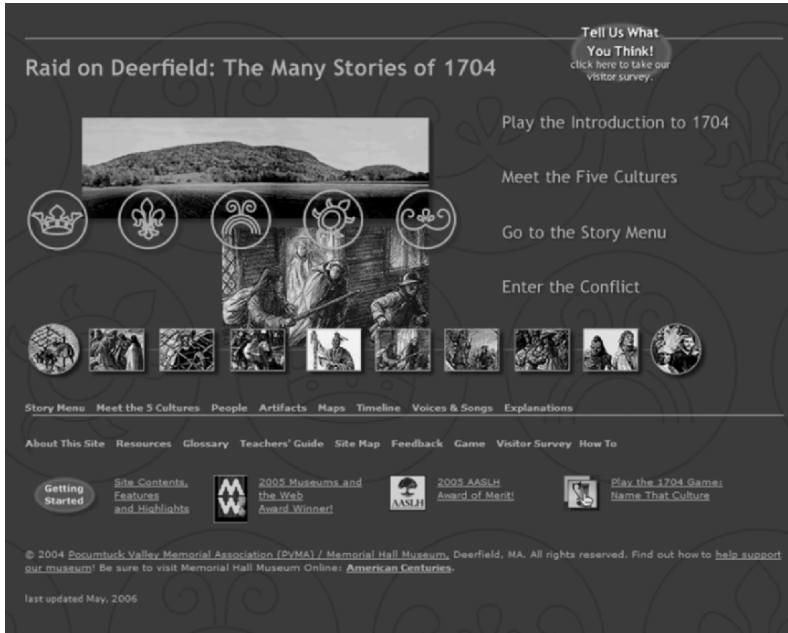 Tell Us What
You Think!
click here to take our
visitor survey.
Raid on Deerfield: The Many Stories of 1704
Play the Introduction to 1704
Meet the Five Cultures
Go to the Story Menu
Enter the Conflict
Story Menu Meet the 5 Cultures People Artifacts Maps Timeline Voices & Songs Explanations
About This Site Resources Glossary Teachers' Guide Site Map Feedback Game Visitor Survey How To
Getting
Started
Site Contents,
Features
and Highlights
MW
2005 Museums and
the Web
Award Winner!
AASLH
2005 AASLH
Award of Merit!
Play the 1704 Game:
Name That Culture
© 2004 Pocumtuck Valley Memorial Association (PVMA) / Memorial Hall Museum, Deerfield, MA. All rights reserved. Find out how to help support
our museum! Be sure to visit Memorial Hall Museum Online: American Centuries.
last updated May, 2006